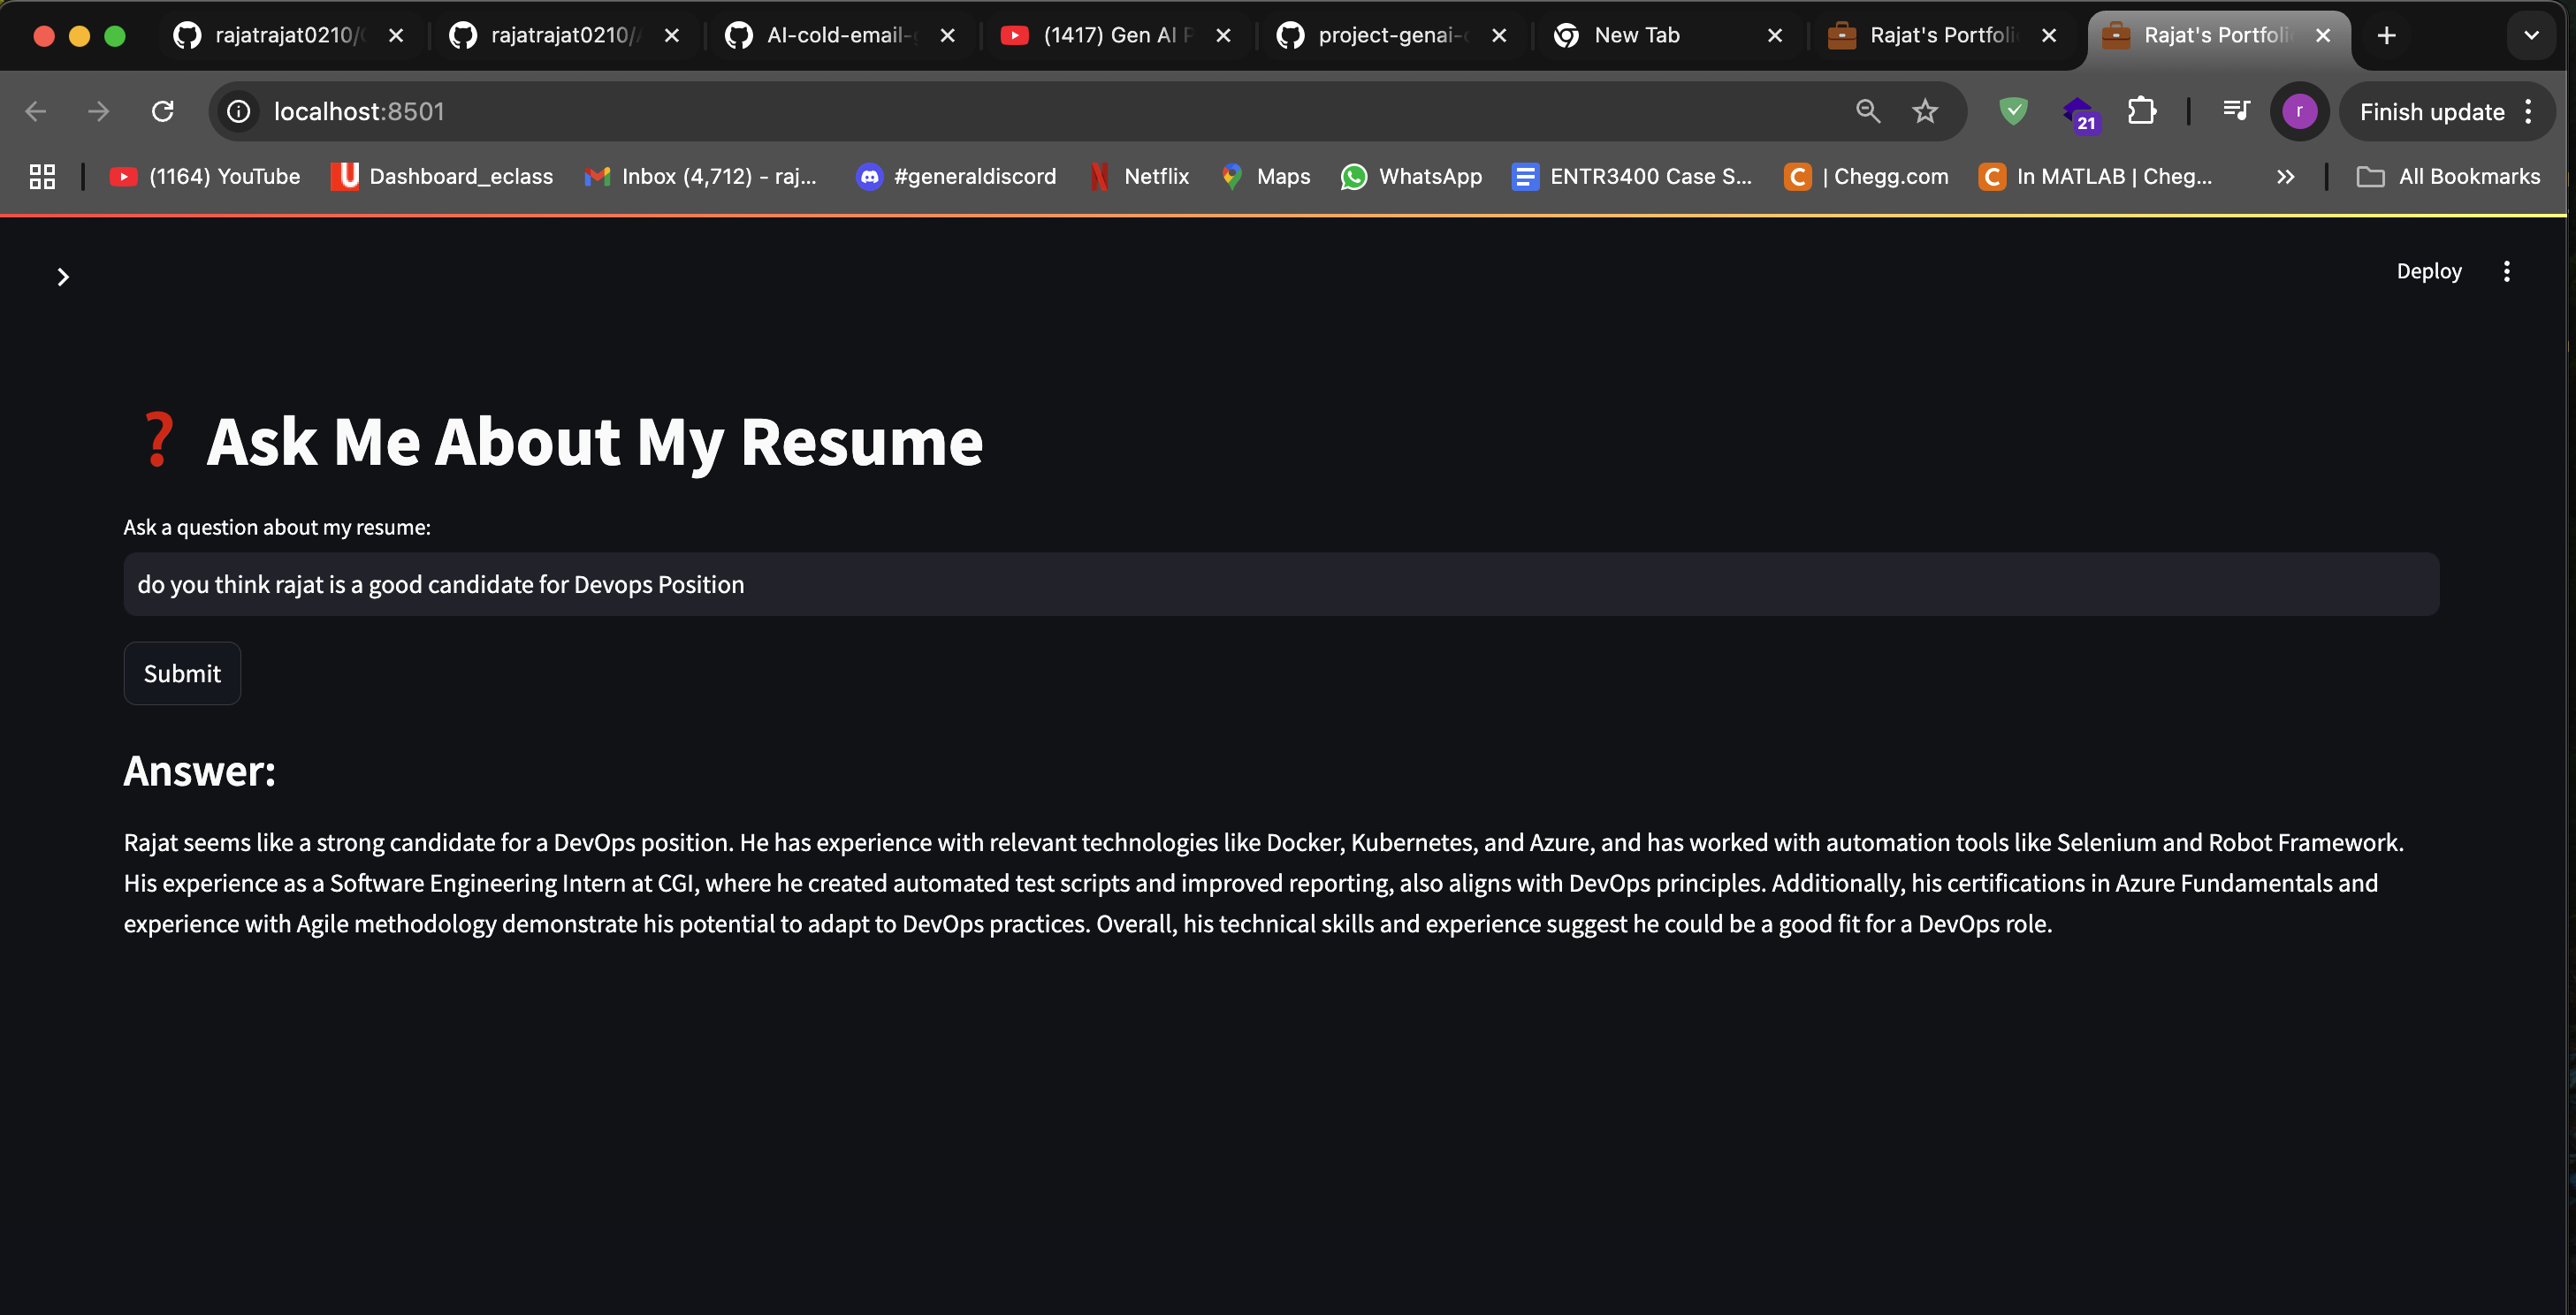 rajatrajat0210/
rajatrajat0210/
AI-cold-email-
(1417) Gen AI
project-genai-
New Tab
Rajat's Portfoli
Rajat's Portfoli
localhost:8501
21
r
Finish update
(1164) YouTube
Dashboard_eclass
Inbox (4,712) - raj...
#generaldiscord
Netflix
Maps
WhatsApp
ENTR3400 Case S...
| Chegg.com
In MATLAB | Cheg...
All Bookmarks
Deploy
❓ Ask Me About My Resume
Ask a question about my resume:
do you think rajat is a good candidate for Devops Position
Submit
Answer:
Rajat seems like a strong candidate for a DevOps position. He has experience with relevant technologies like Docker, Kubernetes, and Azure, and has worked with automation tools like Selenium and Robot Framework.
His experience as a Software Engineering Intern at CGI, where he created automated test scripts and improved reporting, also aligns with DevOps principles. Additionally, his certifications in Azure Fundamentals and
experience with Agile methodology demonstrate his potential to adapt to DevOps practices. Overall, his technical skills and experience suggest he could be a good fit for a DevOps role.